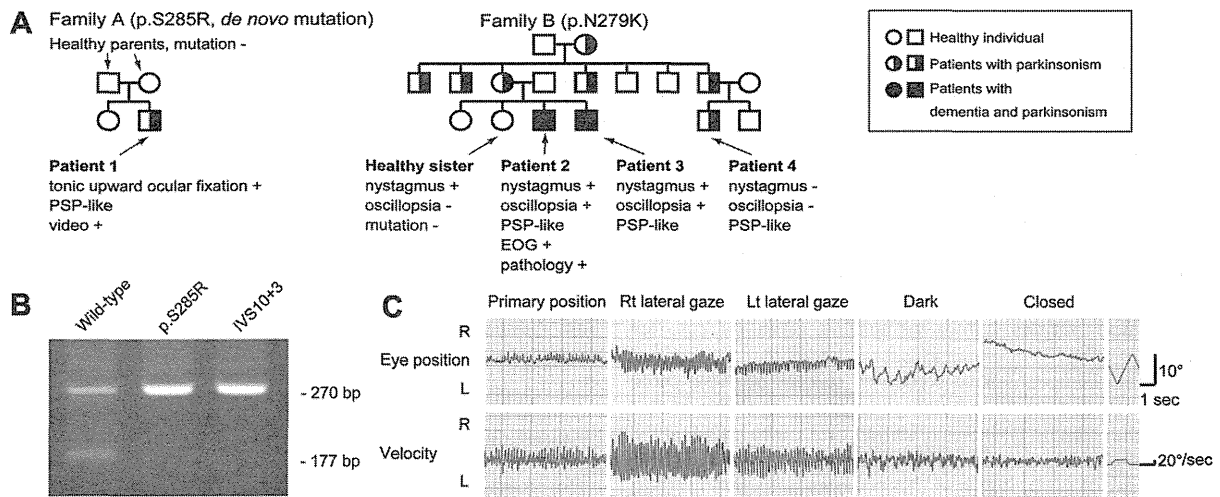 A
Family A (p.S285R, de novo mutation)
Healthy parents, mutation -
Patient 1
tonic upward ocular fixation +
PSP-like
video +
Family B (p.N279K)
Healthy sister
nystagmus +
oscillopsia -
mutation -
Patient 2
nystagmus +
oscillopsia +
PSP-like
EOG +
pathology +
Patient 3
nystagmus +
oscillopsia +
PSP-like
Patient 4
nystagmus -
oscillopsia -
PSP-like
Healthy individual
Patients with parkinsonism
Patients with
dementia and parkinsonism
B
Wild-type
p.S285R
IVS10+3
- 270 bp
- 177 bp
C
Primary position
Rt lateral gaze
Lt lateral gaze
Dark
Closed
R
Eye position
L
10°
1 sec
R
Velocity
L
20°/sec